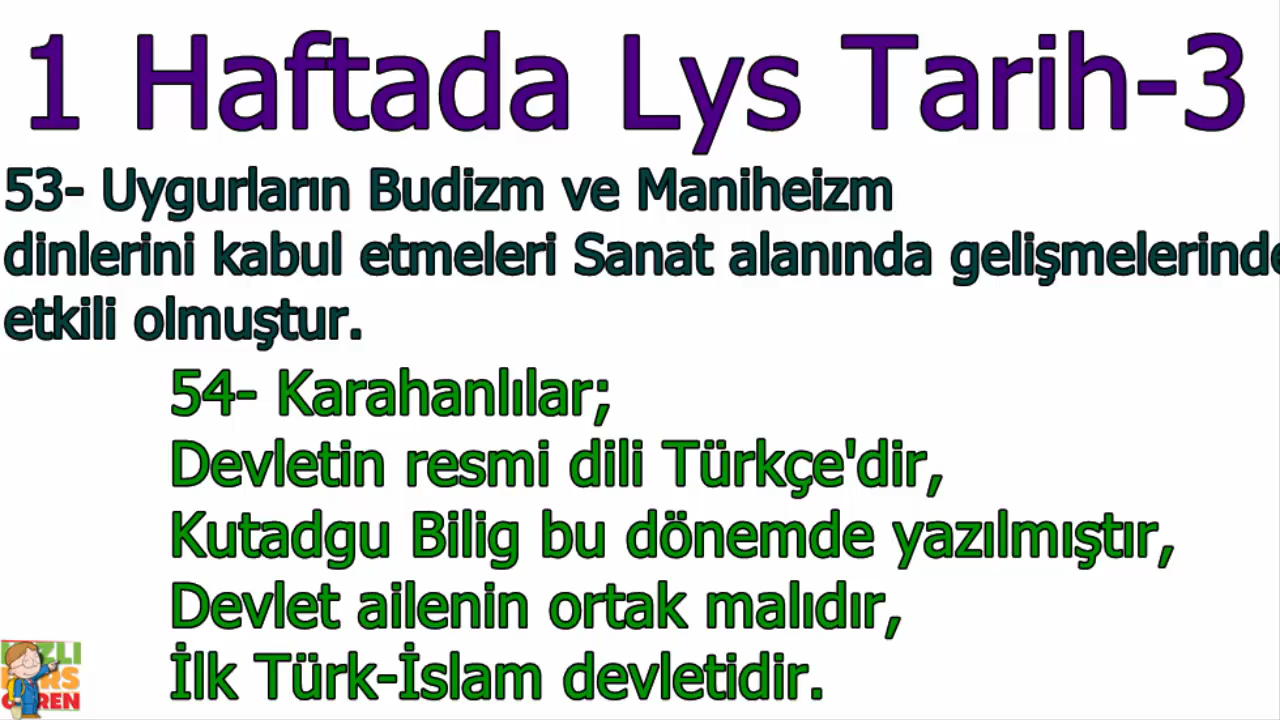 1 Haftada Lys Tarih-3
53- Uygurların Budizm ve Maniheizm
dinlerini kabul etmeleri Sanat alanında gelişmelerinde
etkili olmuştur.
54- Karahanlılar;
Devletin resmi dili Türkçe'dir,
Kutadgu Bilig bu dönemde yazılmıştır,
Devlet ailenin ortak malıdır,
İlk Türk-İslam devletidir.